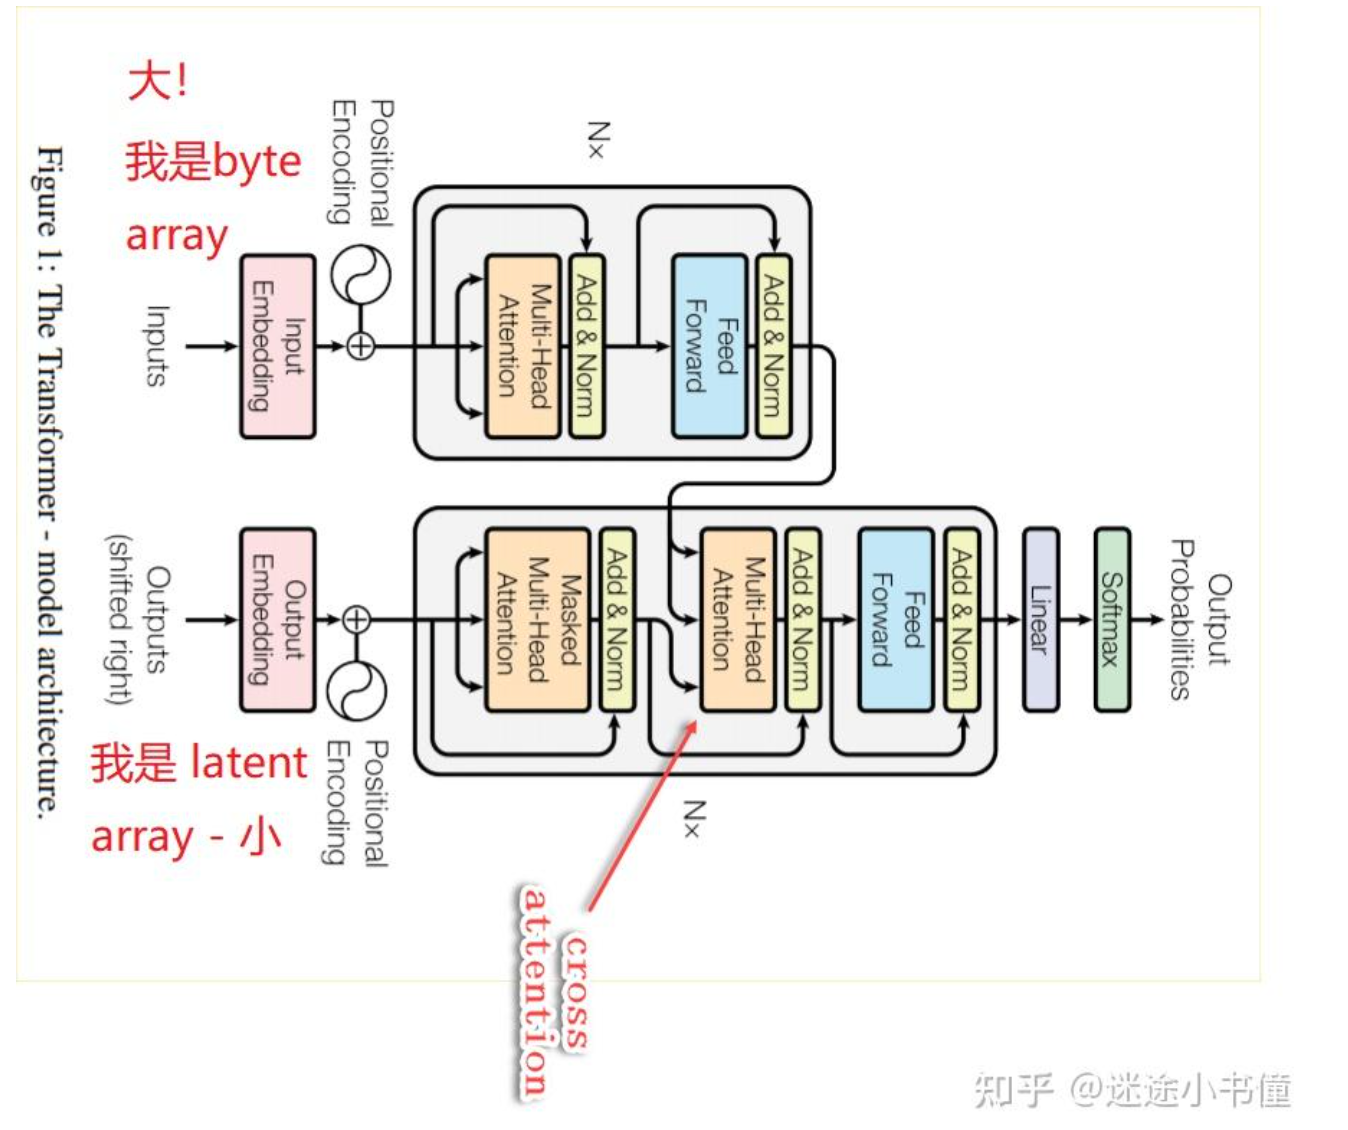 大!
我是byte
array
Positional
Encoding
Nx
Inputs
Input
Embedding
Multi-Head
Attention
Add & Norm
Feed
Forward
Add & Norm
Outputs
(shifted right)
Output
Embedding
Positional
Encoding
Masked
Multi-Head
Attention
Add & Norm
Multi-Head
Attention
Add & Norm
Feed
Forward
Add & Norm
Nx
Linear
Softmax
Output
Probabilities
我是 latent
array - 小
cross
attention
Figure 1: The Transformer - model architecture.
知乎 @迷途小书僮